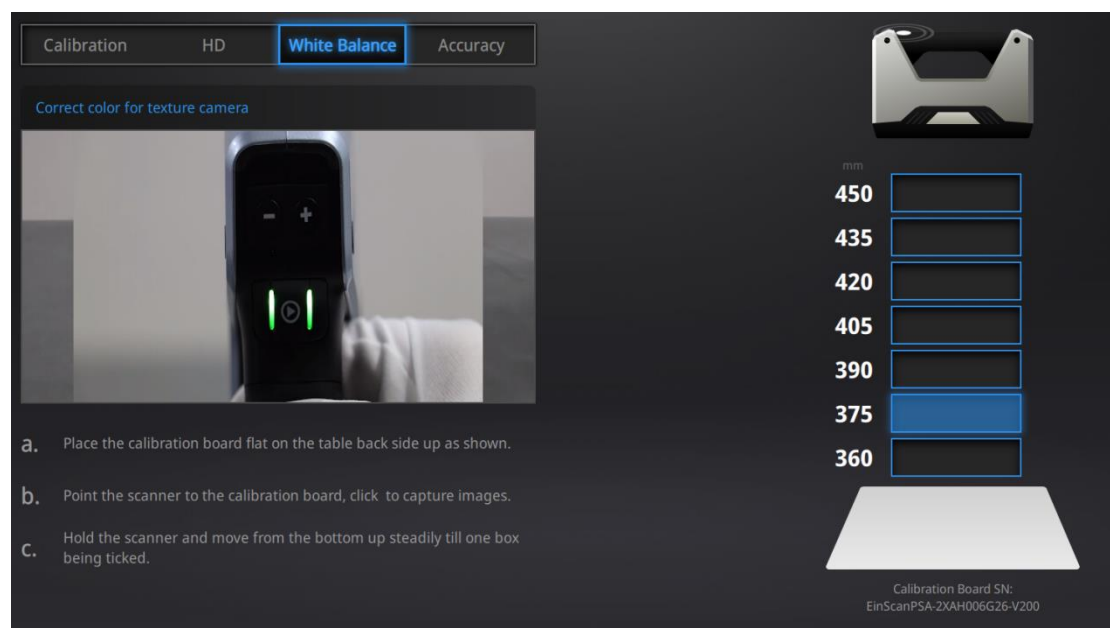 Calibration HD White Balance Accuracy
Correct color for texture camera
a. Place the calibration board flat on the table back side up as shown.
b. Point the scanner to the calibration board, click  to capture images.
c. Hold the scanner and move from the bottom up steadily till one box
being ticked.
mm
450
435
420
405
390
375
360
Calibration Board SN:
EinScanPSA-2XAH006G26-V200